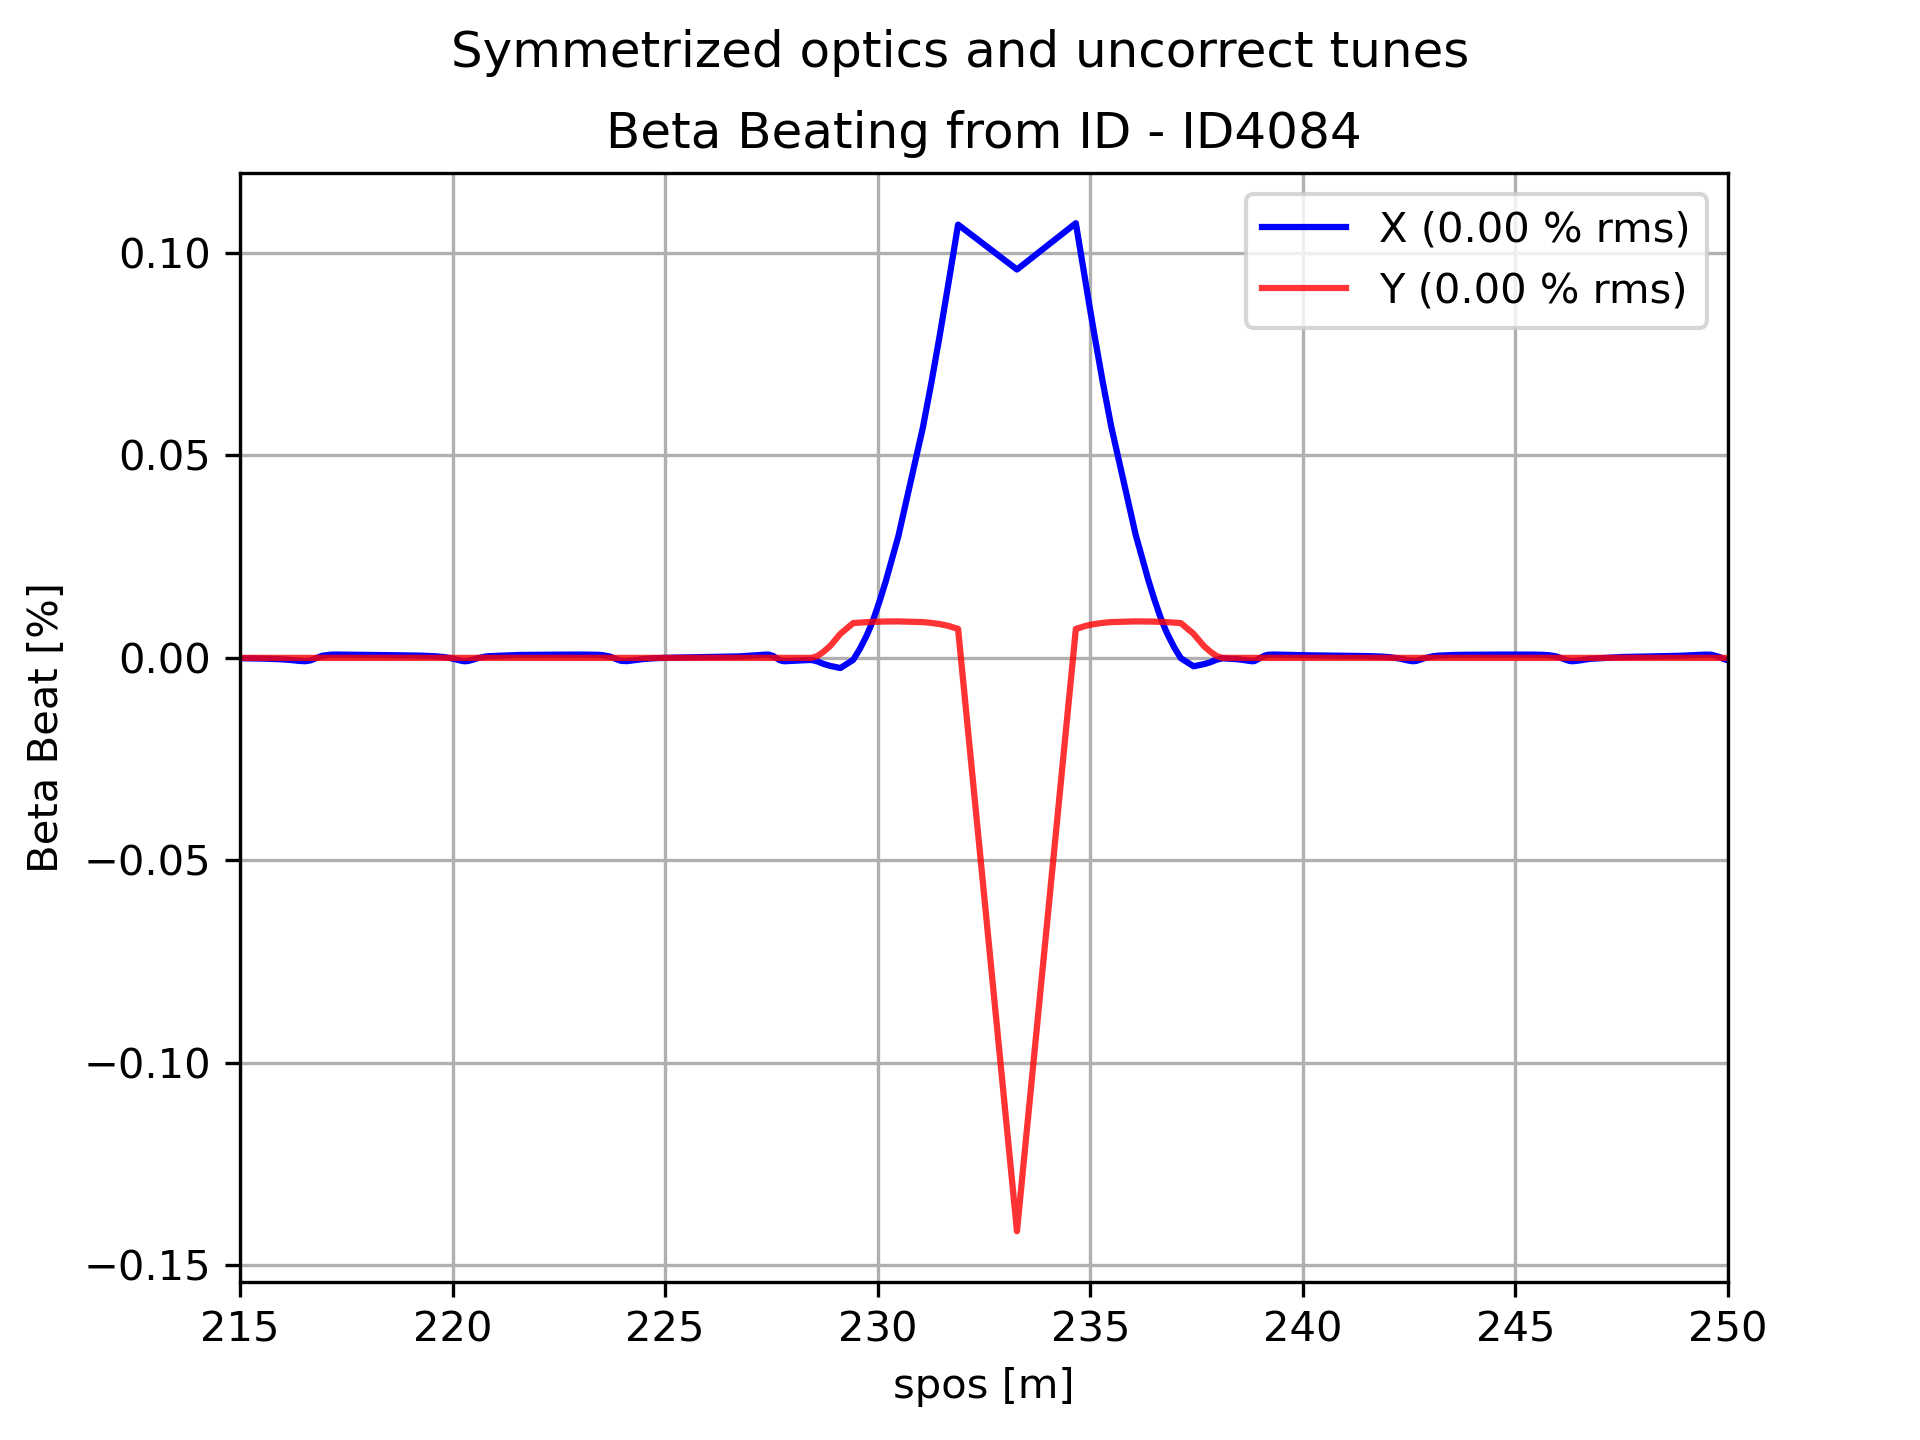 Symmetrized optics and uncorrect tunes
Beta Beating from ID - ID4084
X (0.00 % rms)
Y (0.00 % rms)
Beta Beat [%]
0.10
0.05
0.00
−0.05
−0.10
−0.15
215 220 225 230 235 240 245 250
spos [m]